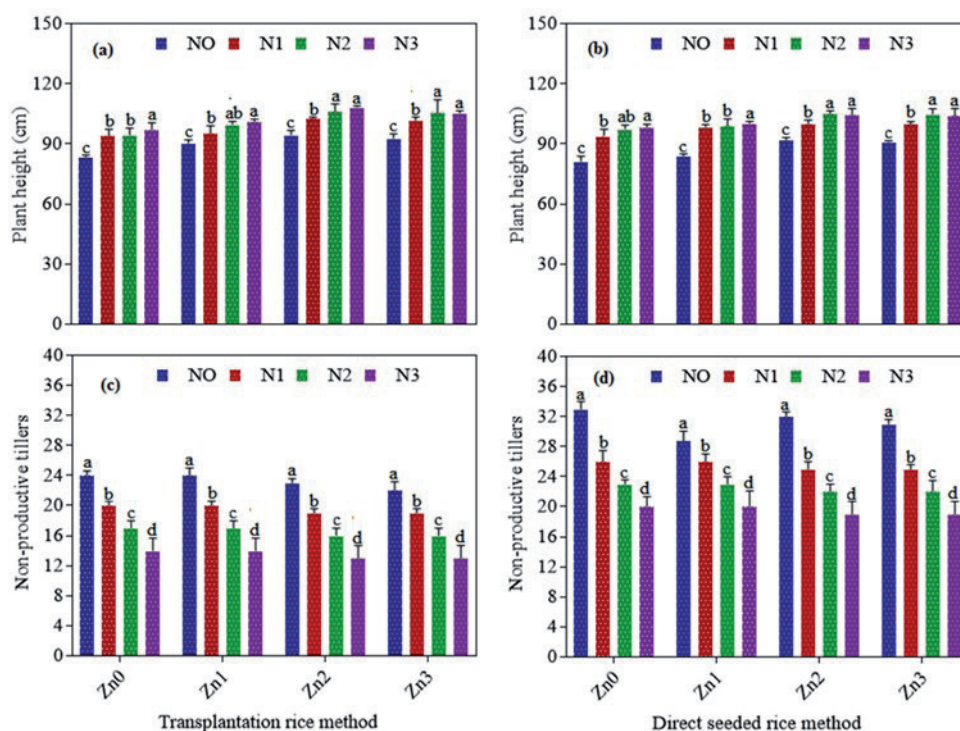 150
120
90
60
30
0
Plant height (cm)
(a) NO N1 N2 N3
c b b a
c b ab a
c b a a
c b a a
150
120
90
60
30
0
Plant height (cm)
(b) NO N1 N2 N3
c b ab a
c b b a
c b a a
c b a a
40
36
32
28
24
20
16
12
8
4
0
Non-productive tillers
(c) NO N1 N2 N3
a b c d
a b c d
a b c d
a b c d
Zn0 Zn1 Zn2 Zn3
Transplantation rice method
40
36
32
28
24
20
16
12
8
4
0
Non-productive tillers
(d) NO N1 N2 N3
a b c d
a b c d
a b c d
a b c d
Zn0 Zn1 Zn2 Zn3
Direct seeded rice method